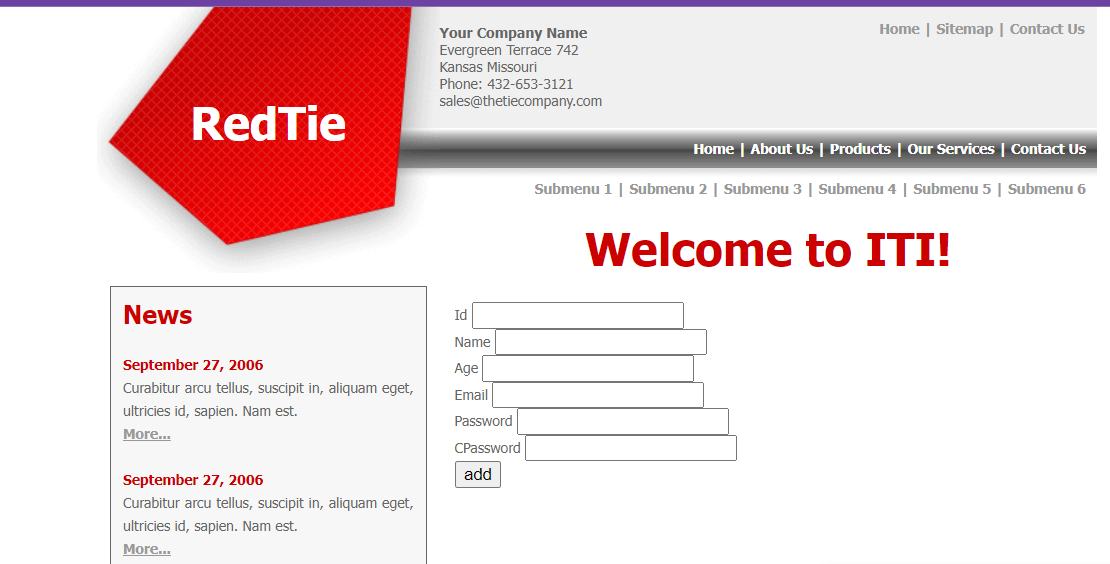 RedTie
Your Company Name
Evergreen Terrace 742
Kansas Missouri
Phone: 432-653-3121
sales@thetiecompany.com
Home | Sitemap | Contact Us
Home | About Us | Products | Our Services | Contact Us
Submenu 1 | Submenu 2 | Submenu 3 | Submenu 4 | Submenu 5 | Submenu 6
News
September 27, 2006
Curabitur arcu tellus, suscipit in, aliquam eget,
ultricies id, sapien. Nam est.
More...
September 27, 2006
Curabitur arcu tellus, suscipit in, aliquam eget,
ultricies id, sapien. Nam est.
More...
Welcome to ITI!
Id
Name
Age
Email
Password
CPassword
add